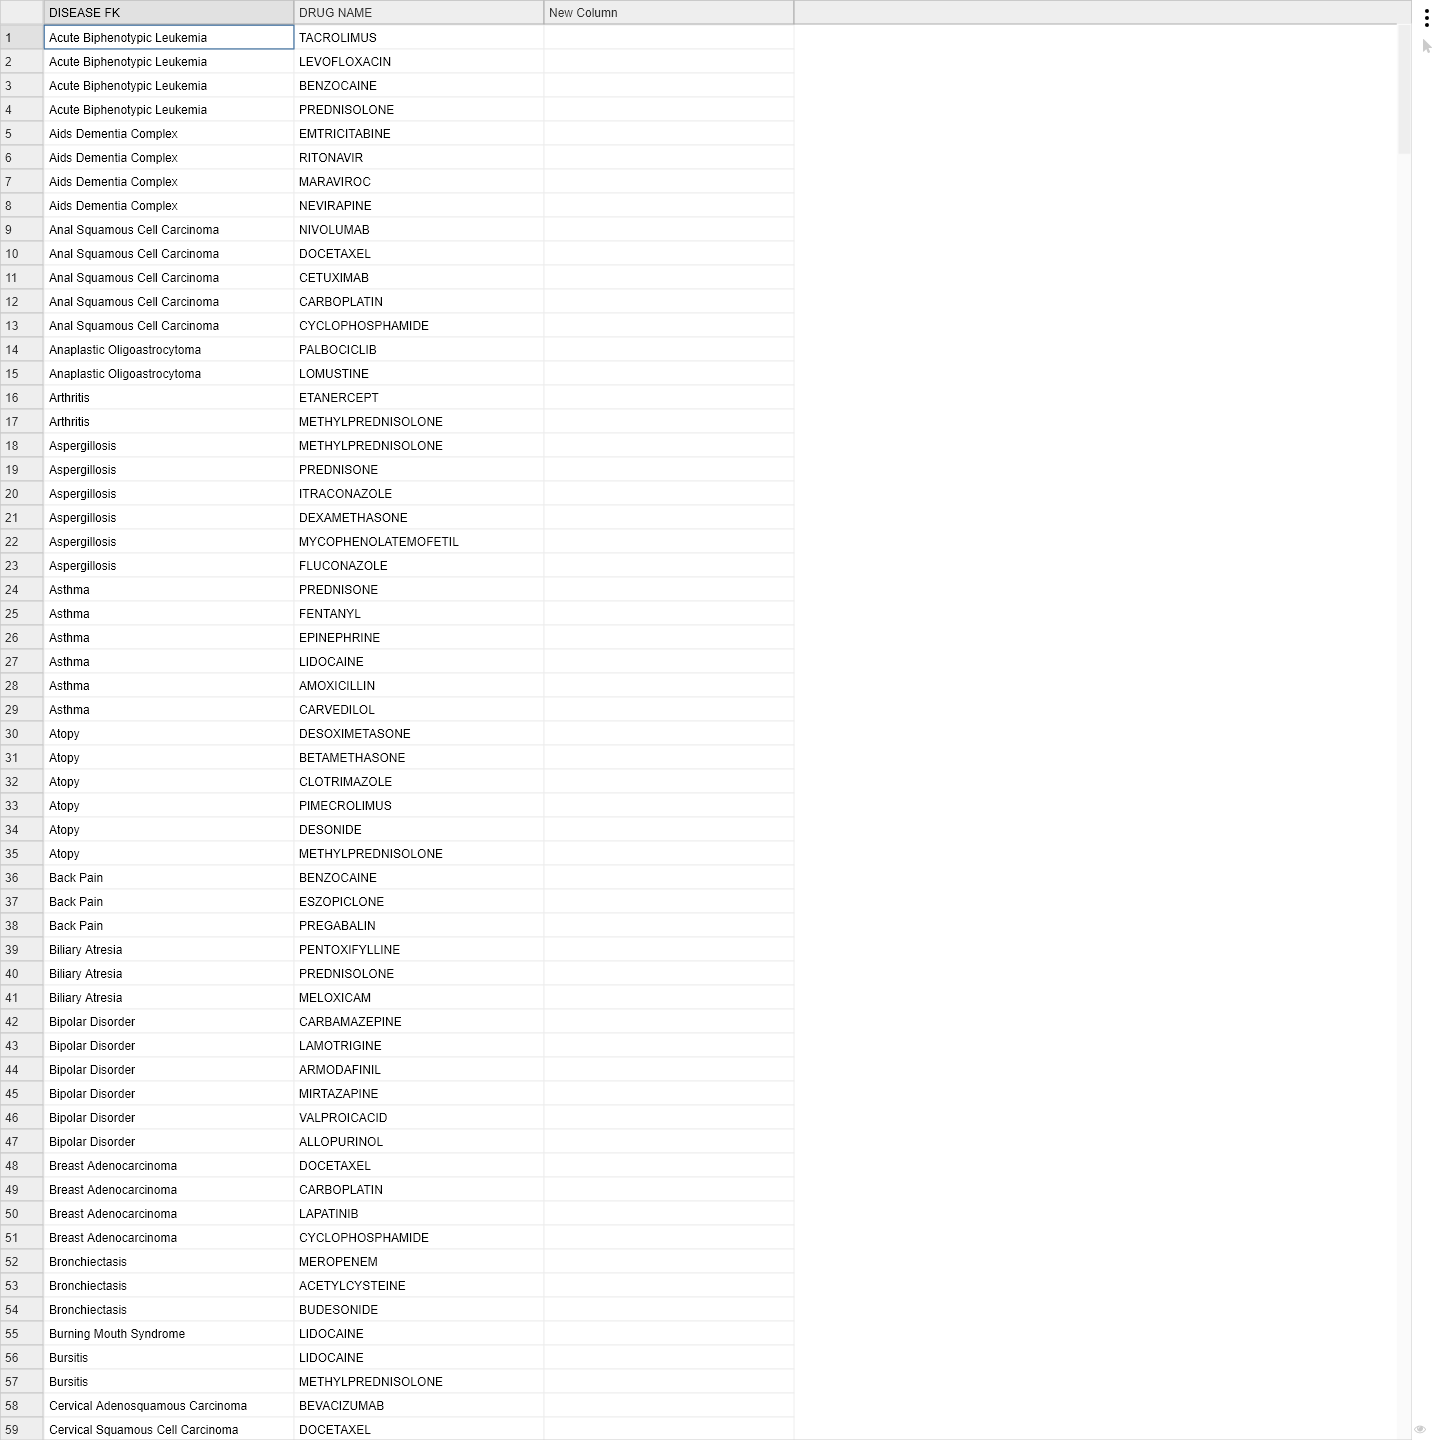 DISEASE FK DRUG NAME New Column
1 Acute Biphenotypic Leukemia TACROLIMUS
2 Acute Biphenotypic Leukemia LEVOFLOXACIN
3 Acute Biphenotypic Leukemia BENZOCAINE
4 Acute Biphenotypic Leukemia PREDNISOLONE
5 Aids Dementia Complex EMTRICITABINE
6 Aids Dementia Complex RITONAVIR
7 Aids Dementia Complex MARAVIROC
8 Aids Dementia Complex NEVIRAPINE
9 Anal Squamous Cell Carcinoma NIVOLUMAB
10 Anal Squamous Cell Carcinoma DOCETAXEL
11 Anal Squamous Cell Carcinoma CETUXIMAB
12 Anal Squamous Cell Carcinoma CARBOPLATIN
13 Anal Squamous Cell Carcinoma CYCLOPHOSPHAMIDE
14 Anaplastic Oligoastrocytoma PALBOCICLIB
15 Anaplastic Oligoastrocytoma LOMUSTINE
16 Arthritis ETANERCEPT
17 Arthritis METHYLPREDNISOLONE
18 Aspergillosis METHYLPREDNISOLONE
19 Aspergillosis PREDNISONE
20 Aspergillosis ITRACONAZOLE
21 Aspergillosis DEXAMETHASONE
22 Aspergillosis MYCOPHENOLATEMOFETIL
23 Aspergillosis FLUCONAZOLE
24 Asthma PREDNISONE
25 Asthma FENTANYL
26 Asthma EPINEPHRINE
27 Asthma LIDOCAINE
28 Asthma AMOXICILLIN
29 Asthma CARVEDILOL
30 Atopy DESOXIMETASONE
31 Atopy BETAMETHASONE
32 Atopy CLOTRIMAZOLE
33 Atopy PIMECROLIMUS
34 Atopy DESONIDE
35 Atopy METHYLPREDNISOLONE
36 Back Pain BENZOCAINE
37 Back Pain ESZOPICLONE
38 Back Pain PREGABALIN
39 Biliary Atresia PENTOXIFYLLINE
40 Biliary Atresia PREDNISOLONE
41 Biliary Atresia MELOXICAM
42 Bipolar Disorder CARBAMAZEPINE
43 Bipolar Disorder LAMOTRIGINE
44 Bipolar Disorder ARMODAFINIL
45 Bipolar Disorder MIRTAZAPINE
46 Bipolar Disorder VALPROICACID
47 Bipolar Disorder ALLOPURINOL
48 Breast Adenocarcinoma DOCETAXEL
49 Breast Adenocarcinoma CARBOPLATIN
50 Breast Adenocarcinoma LAPATINIB
51 Breast Adenocarcinoma CYCLOPHOSPHAMIDE
52 Bronchiectasis MEROPENEM
53 Bronchiectasis ACETYLCYSTEINE
54 Bronchiectasis BUDESONIDE
55 Burning Mouth Syndrome LIDOCAINE
56 Bursitis LIDOCAINE
57 Bursitis METHYLPREDNISOLONE
58 Cervical Adenosquamous Carcinoma BEVACIZUMAB
59 Cervical Squamous Cell Carcinoma DOCETAXEL